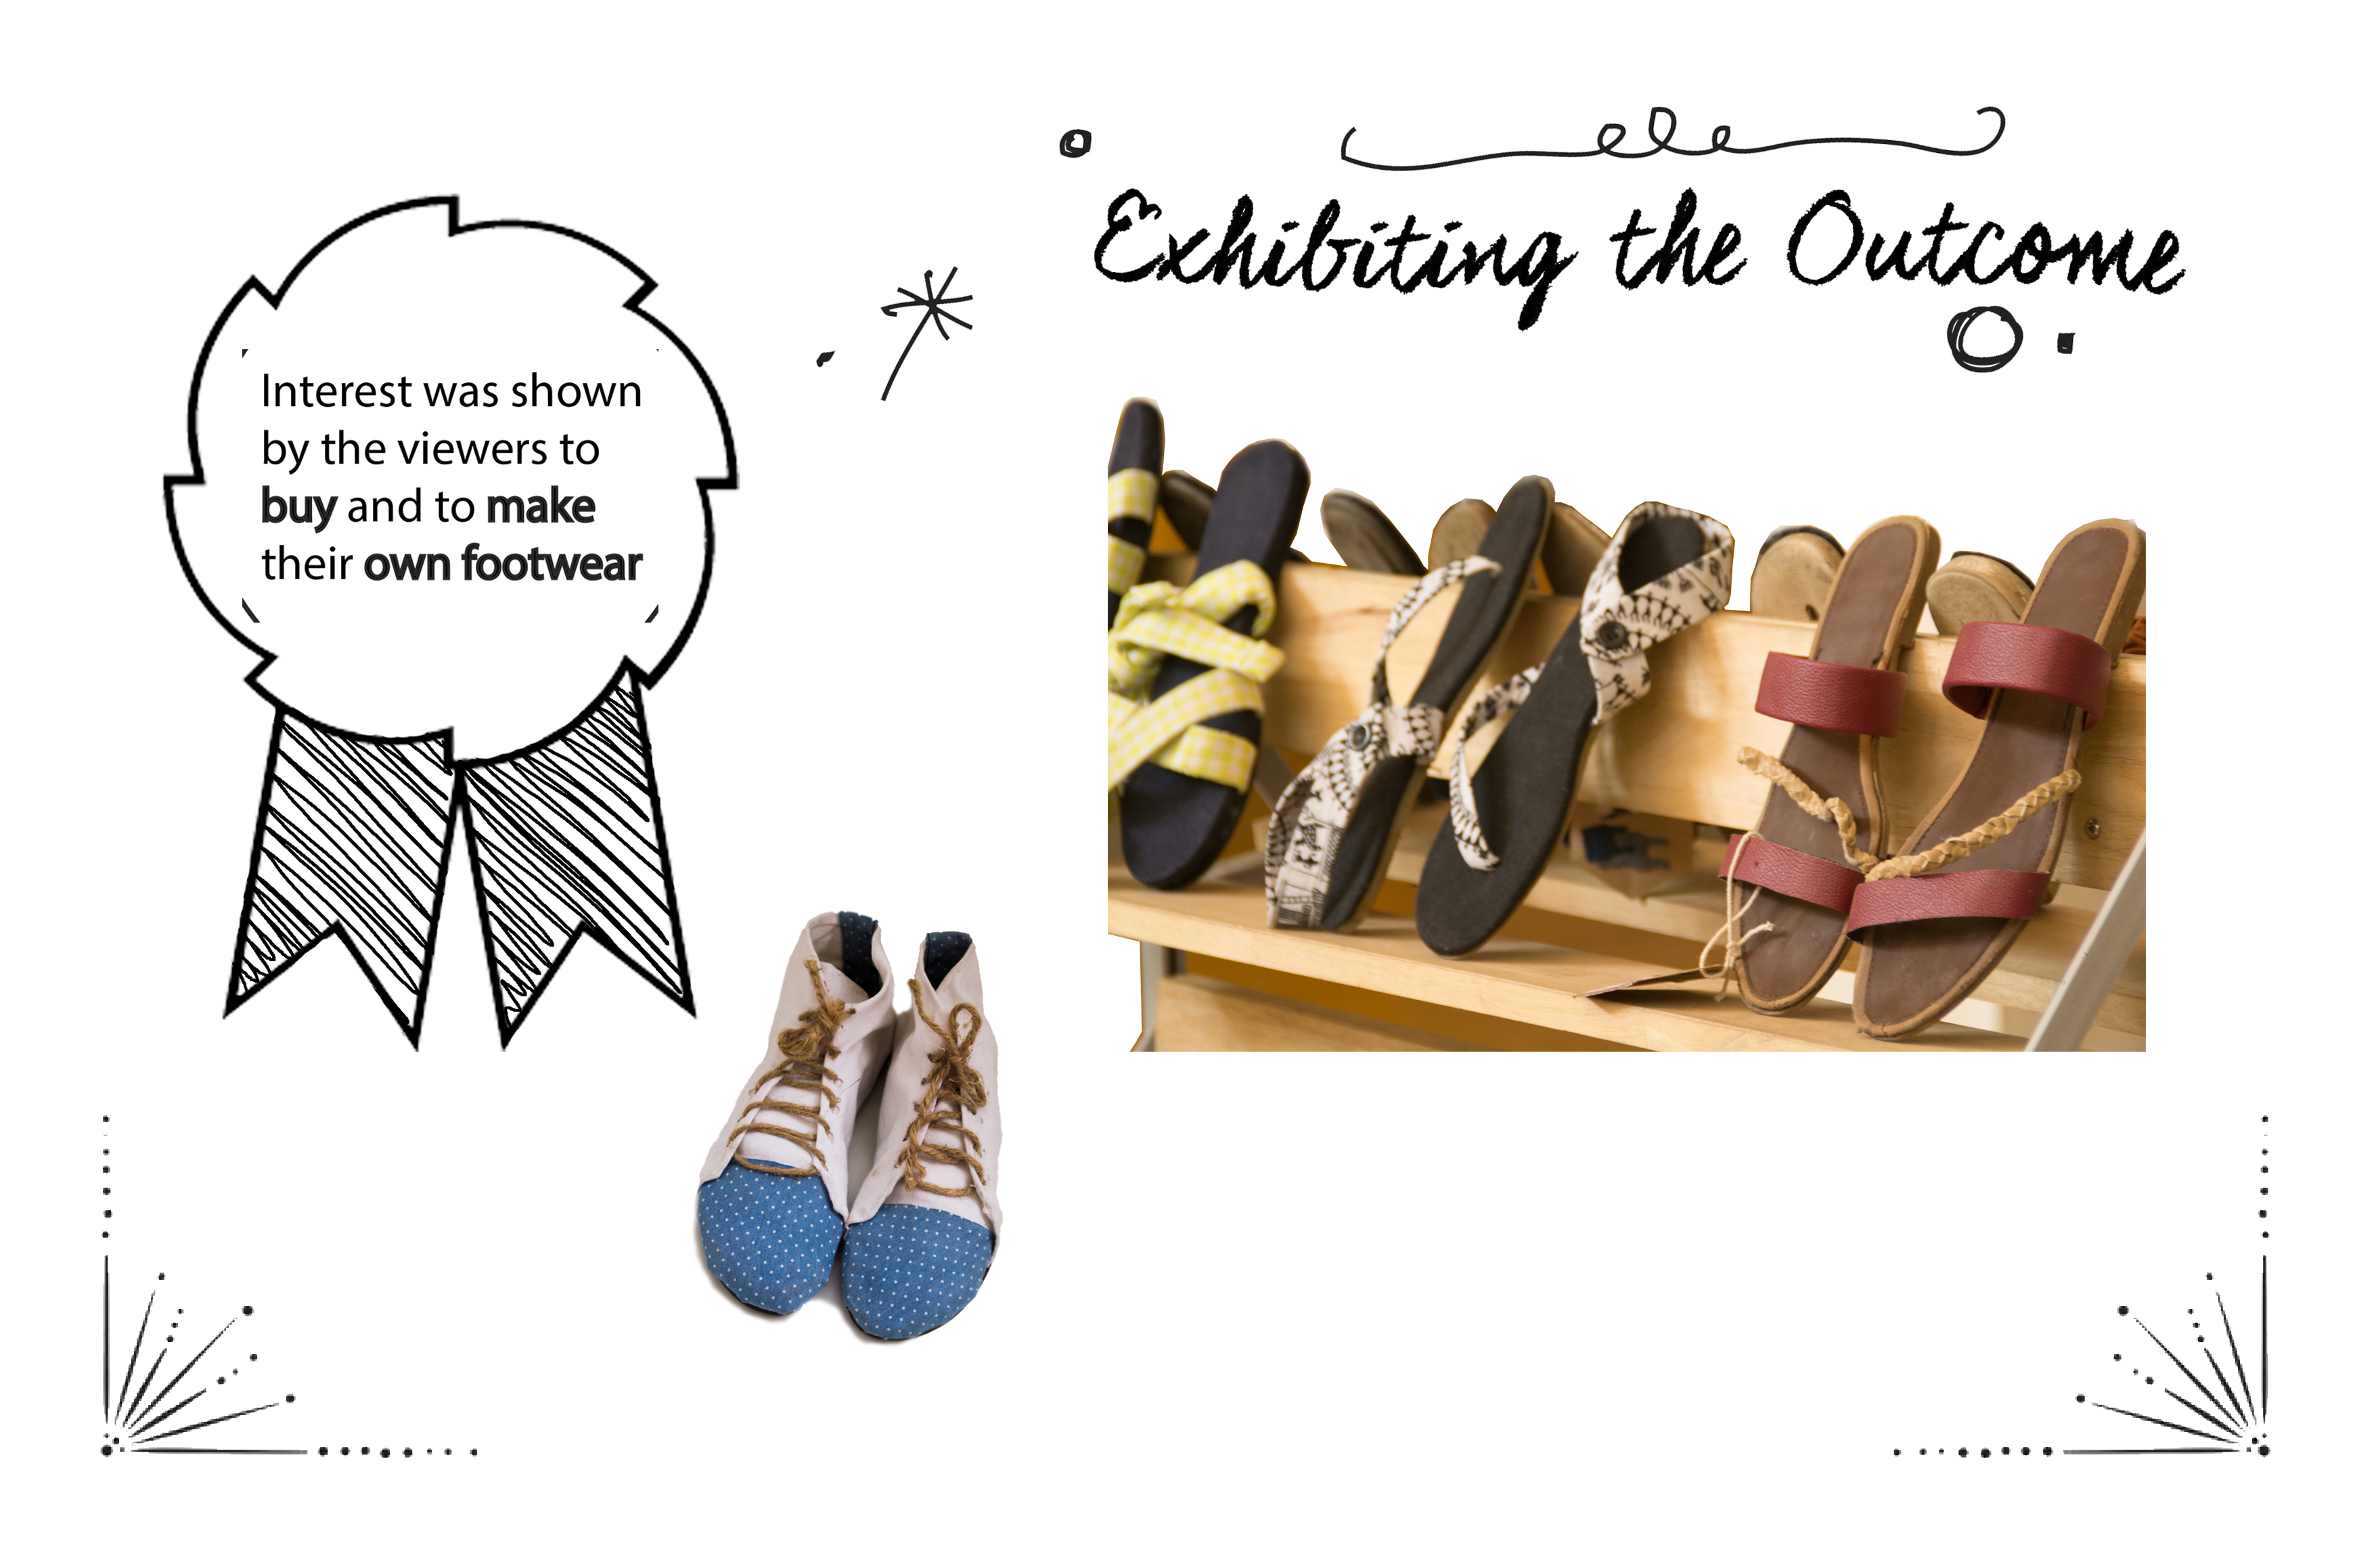 Exhibiting the Outcome
Interest was shown
by the viewers to
buy and to make
their own footwear